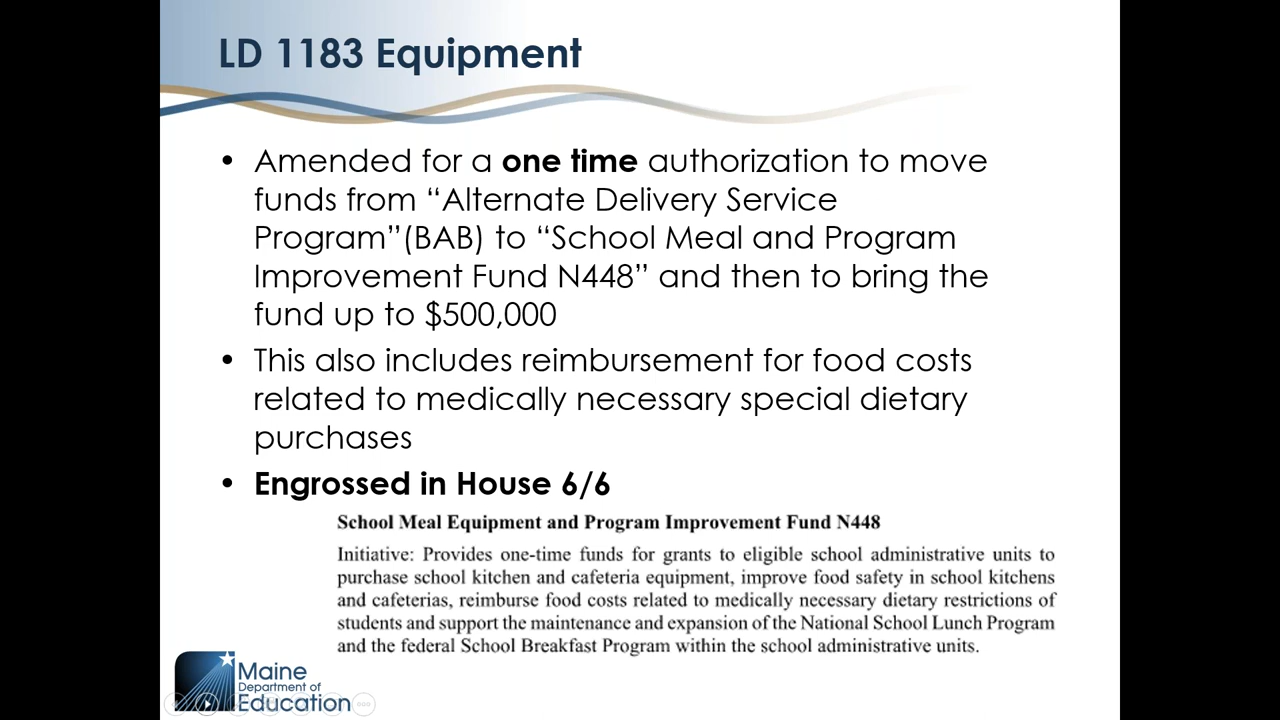 LD 1183 Equipment
• Amended for a one time authorization to move
funds from “Alternate Delivery Service
Program”(BAB) to “School Meal and Program
Improvement Fund N448” and then to bring the
fund up to $500,000
• This also includes reimbursement for food costs
related to medically necessary special dietary
purchases
• Engrossed in House 6/6
School Meal Equipment and Program Improvement Fund N448
Initiative: Provides one-time funds for grants to eligible school administrative units to
purchase school kitchen and cafeteria equipment, improve food safety in school kitchens
and cafeterias, reimburse food costs related to medically necessary dietary restrictions of
students and support the maintenance and expansion of the National School Lunch Program
and the federal School Breakfast Program within the school administrative units.
Maine
Department of
Education